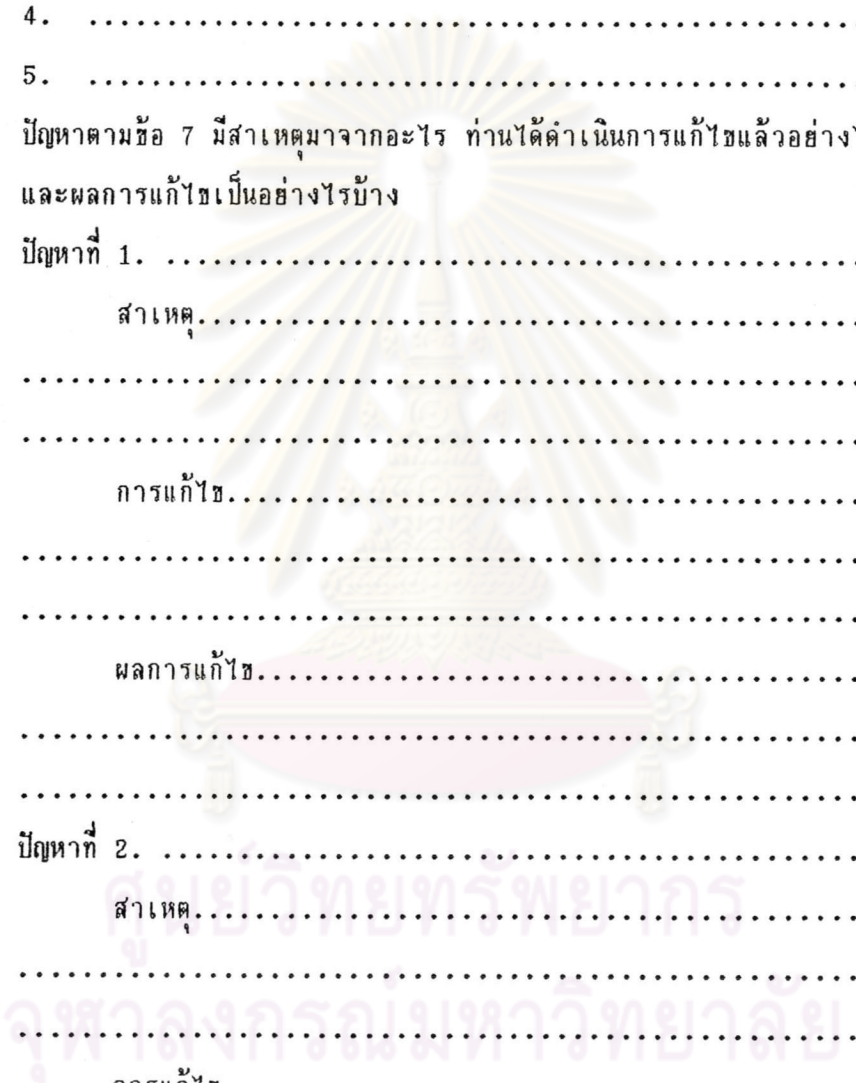 4. ..................................................
5. ..................................................
ปัญหาตามข้อ 7 มีสาเหตุมาจากอะไร ท่านได้ดำเนินการแก้ไขแล้วอย่างไ
และผลการแก้ไขเป็นอย่างไรบ้าง
ปัญหาที่ 1. ..............................................
สาเหตุ..............................................
......................................................
......................................................
การแก้ไข............................................
......................................................
......................................................
ผลการแก้ไข..........................................
......................................................
......................................................
ปัญหาที่ 2. ..............................................
ศูนย์วิทยทรัพยากร
สาเหตุ..............................................
......................................................
จุฬาลงกรณ์มหาวิทยาลัย
......................................................
การแก้ไข